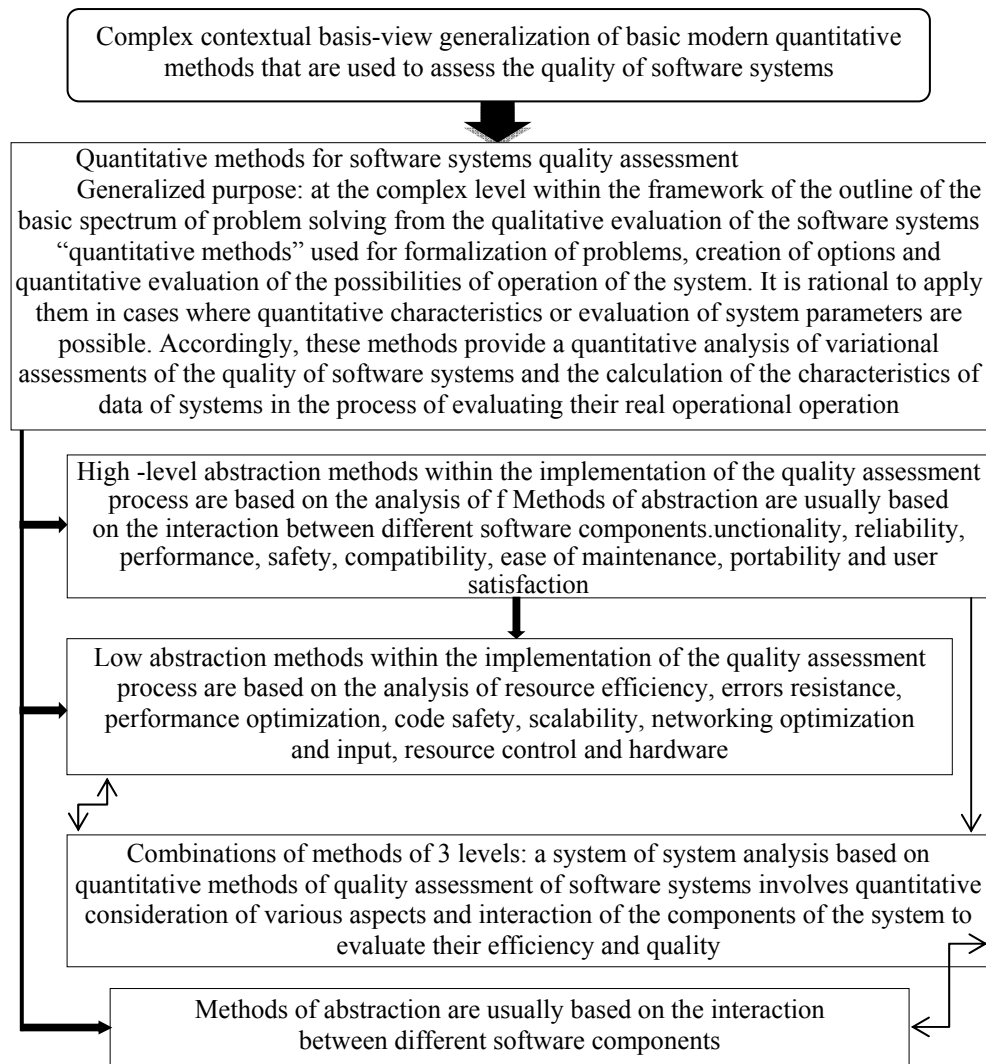 Complex contextual basis-view generalization of basic modern quantitative
methods that are used to assess the quality of software systems
Quantitative methods for software systems quality assessment
Generalized purpose: at the complex level within the framework of the outline of the
basic spectrum of problem solving from the qualitative evaluation of the software systems
“quantitative methods” used for formalization of problems, creation of options and
quantitative evaluation of the possibilities of operation of the system. It is rational to apply
them in cases where quantitative characteristics or evaluation of system parameters are
possible. Accordingly, these methods provide a quantitative analysis of variational
assessments of the quality of software systems and the calculation of the characteristics of
data of systems in the process of evaluating their real operational operation
High -level abstraction methods within the implementation of the quality assessment
process are based on the analysis of f Methods of abstraction are usually based
on the interaction between different software components.unctionality, reliability,
performance, safety, compatibility, ease of maintenance, portability and user
satisfaction
Low abstraction methods within the implementation of the quality assessment
process are based on the analysis of resource efficiency, errors resistance,
performance optimization, code safety, scalability, networking optimization
and input, resource control and hardware
Combinations of methods of 3 levels: a system of system analysis based on
quantitative methods of quality assessment of software systems involves quantitative
consideration of various aspects and interaction of the components of the system to
evaluate their efficiency and quality
Methods of abstraction are usually based on the interaction
between different software components